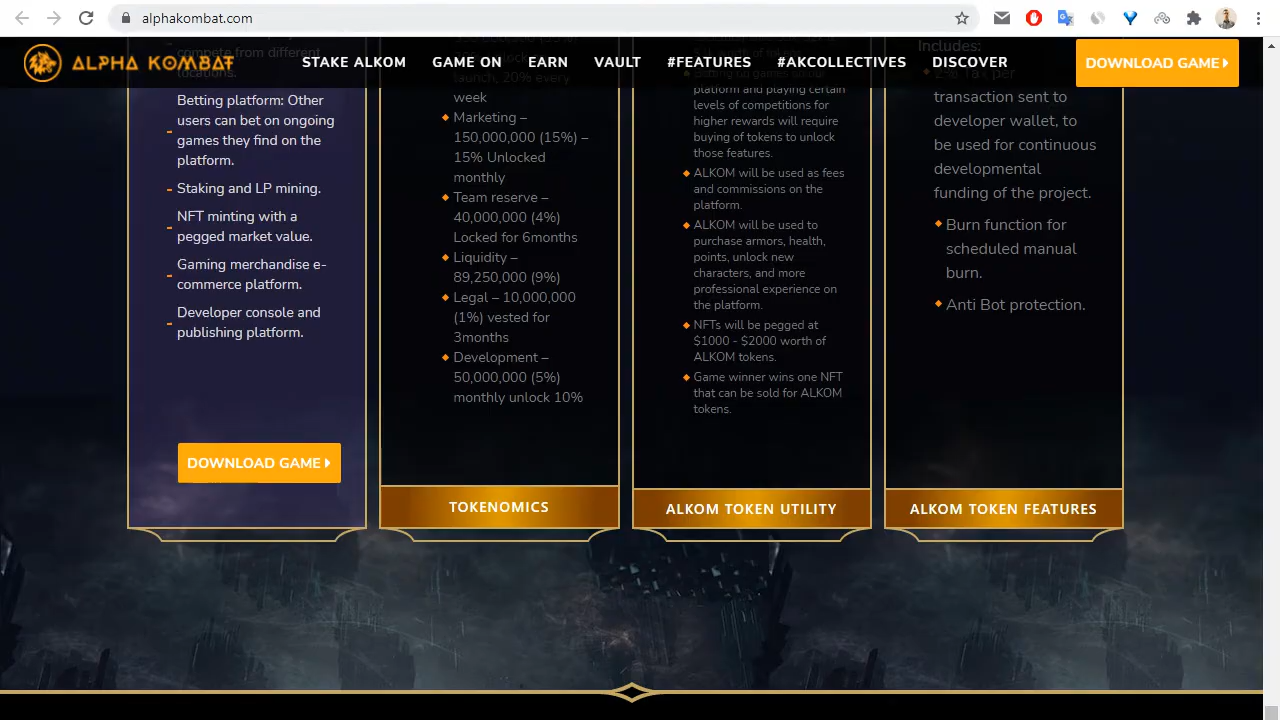 alphakombat.com
ALPHA KOMBAT
STAKE ALKOM
GAME ON
EARN
VAULT
#FEATURES
#AKCOLLECTIVES
DISCOVER
DOWNLOAD GAME
compete from different
locations.
Betting platform: Other
users can bet on ongoing
games they find on the
platform.
Staking and LP mining.
NFT minting with a
pegged market value.
Gaming merchandise e-
commerce platform.
Developer console and
publishing platform.
DOWNLOAD GAME
launch, 20% every
week
Marketing –
150,000,000 (15%) –
15% Unlocked
monthly
Team reserve –
40,000,000 (4%)
Locked for 6months
Liquidity –
89,250,000 (9%)
Legal – 10,000,000
(1%) vested for
3months
Development –
50,000,000 (5%)
monthly unlock 10%
TOKENOMICS
platform and playing certain
levels of competitions for
higher rewards will require
buying of tokens to unlock
those features.
ALKOM will be used as fees
and commissions on the
platform.
ALKOM will be used to
purchase armors, health,
points, unlock new
characters, and more
professional experience on
the platform.
NFTs will be pegged at
$1000 - $2000 worth of
ALKOM tokens.
Game winner wins one NFT
that can be sold for ALKOM
tokens.
ALKOM TOKEN UTILITY
Includes:
2% Tax per
transaction sent to
developer wallet, to
be used for continuous
developmental
funding of the project.
Burn function for
scheduled manual
burn.
Anti Bot protection.
ALKOM TOKEN FEATURES